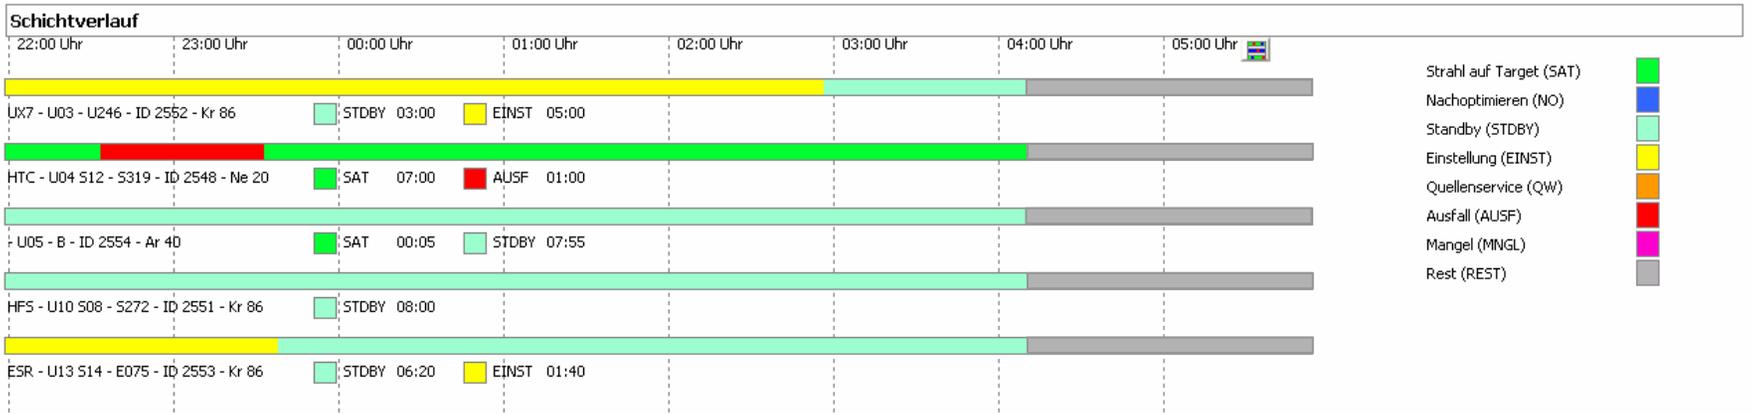 Schichtverlauf
22:00 Uhr 23:00 Uhr 00:00 Uhr 01:00 Uhr 02:00 Uhr 03:00 Uhr 04:00 Uhr 05:00 Uhr
UX7 - U03 - U246 - ID 2552 - Kr 86 STDBY 03:00 EINST 05:00
HTC - U04 S12 - S319 - ID 2548 - Ne 20 SAT 07:00 AUSF 01:00
- U05 - B - ID 2554 - Ar 40 SAT 00:05 STDBY 07:55
HFS - U10 S08 - S272 - ID 2551 - Kr 86 STDBY 08:00
ESR - U13 S14 - E075 - ID 2553 - Kr 86 STDBY 06:20 EINST 01:40
Strahl auf Target (SAT)
Nachoptimieren (NO)
Standby (STDBY)
Einstellung (EINST)
Quellenservice (QW)
Ausfall (AUSF)
Mangel (MNGL)
Rest (REST)